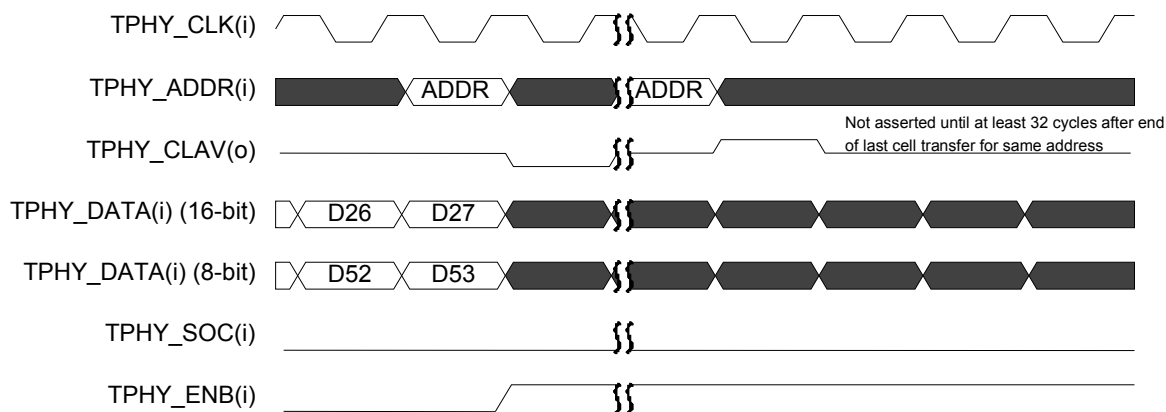 TPHY_CLK(i)
TPHY_ADDR(i)
ADDR
ADDR
TPHY_CLAV(o)
Not asserted until at least 32 cycles after end
of last cell transfer for same address
TPHY_DATA(i) (16-bit)
D26
D27
TPHY_DATA(i) (8-bit)
D52
D53
TPHY_SOC(i)
TPHY_ENB(i)